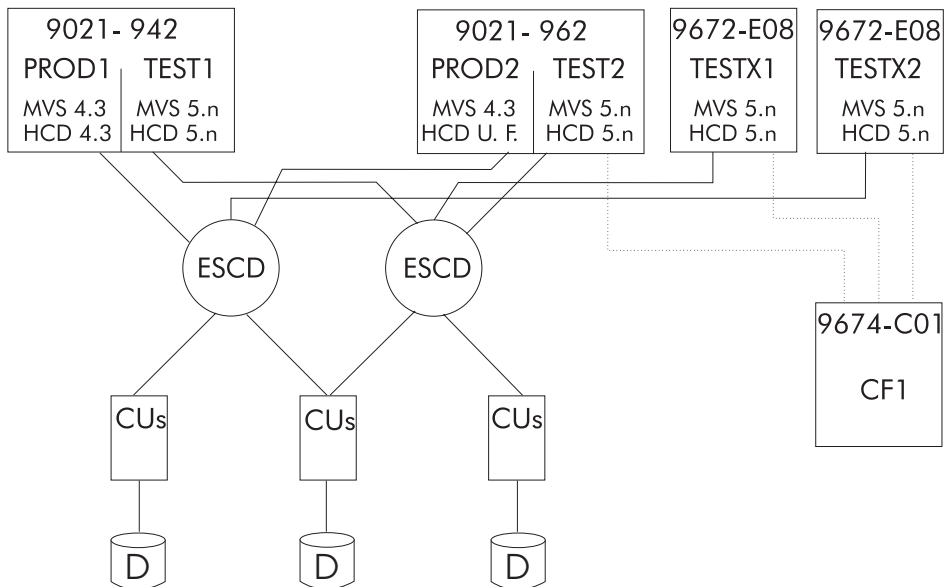 9021- 942
PROD1 TEST1
MVS 4.3 MVS 5.n
HCD 4.3 HCD 5.n
9021- 962
PROD2 TEST2
MVS 4.3 MVS 5.n
HCD U. F. HCD 5.n
9672-E08
TESTX1
MVS 5.n
HCD 5.n
9672-E08
TESTX2
MVS 5.n
HCD 5.n
ESCD
ESCD
9674-C01
CF1
CUs
CUs
CUs
D
D
D